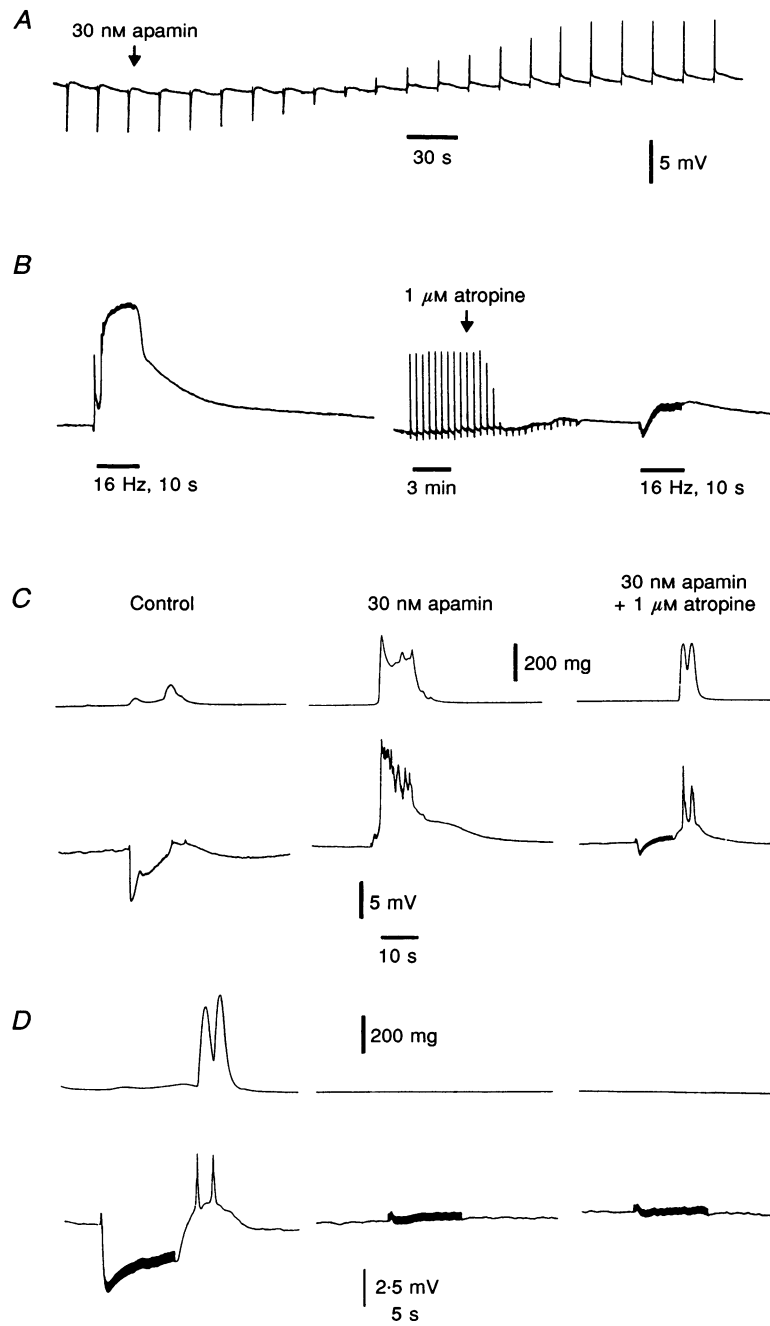 A
30 nM apamin
30 s
5 mV
B
1 μM atropine
16 Hz, 10 s
3 min
16 Hz, 10 s
C
Control
30 nM apamin
30 nM apamin
+ 1 μM atropine
200 mg
5 mV
10 s
D
200 mg
2·5 mV
5 s